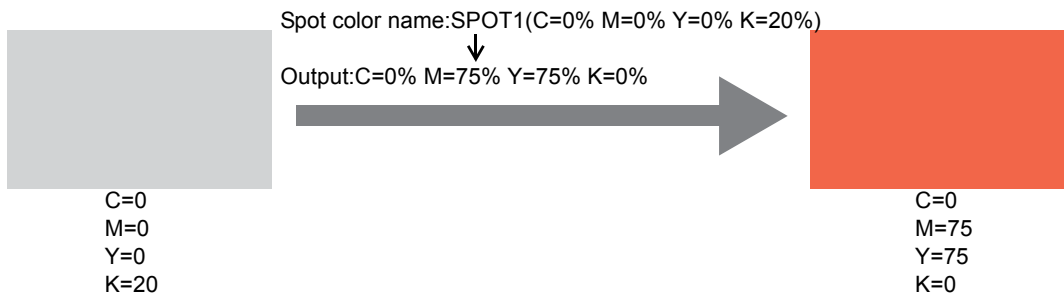 Spot color name:SPOT1(C=0% M=0% Y=0% K=20%)
Output:C=0% M=75% Y=75% K=0%
C=0
M=0
Y=0
K=20
C=0
M=75
Y=75
K=0